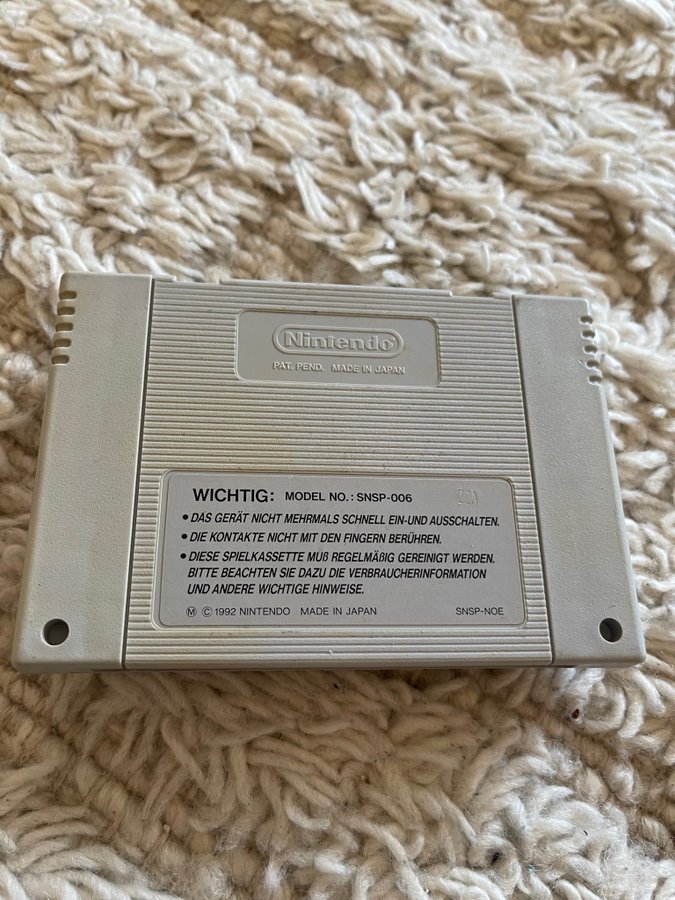 Nintendo
PAT. PEND. MADE IN JAPAN
WICHTIG: MODEL NO.: SNSP-006
• DAS GERÄT NICHT MEHRMALS SCHNELL EIN-UND AUSSCHALTEN.
• DIE KONTAKTE NICHT MIT DEN FINGERN BERÜHREN.
• DIESE SPIELKASSETTE MUß REGELMÄßIG GEREINIGT WERDEN.
BITTE BEACHTEN SIE DAZU DIE VERBRAUCHERINFORMATION
UND ANDERE WICHTIGE HINWEISE.
Ⓜ © 1992 NINTENDO MADE IN JAPAN SNSP-NOE